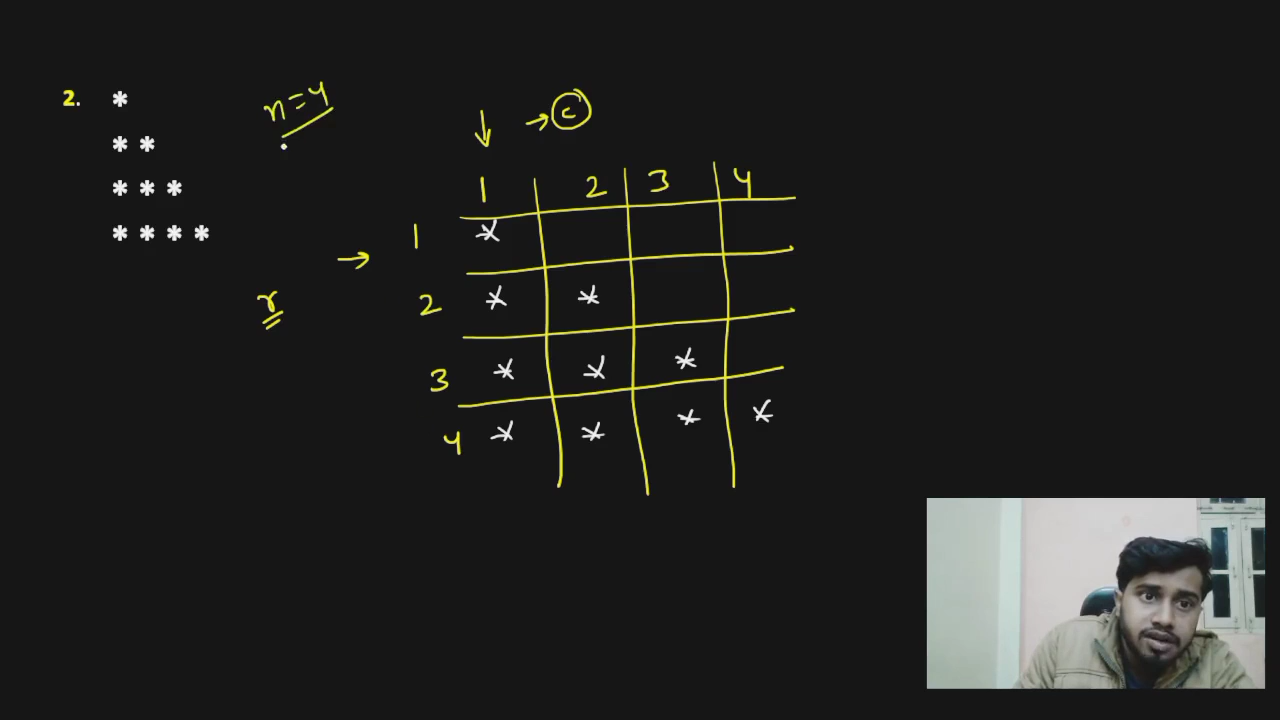 2. *
* *
* * *
* * * *
n=4
↓ → c
1 2 3 4
1 *
→
2 * *
r
3 * * *
4 * * * *